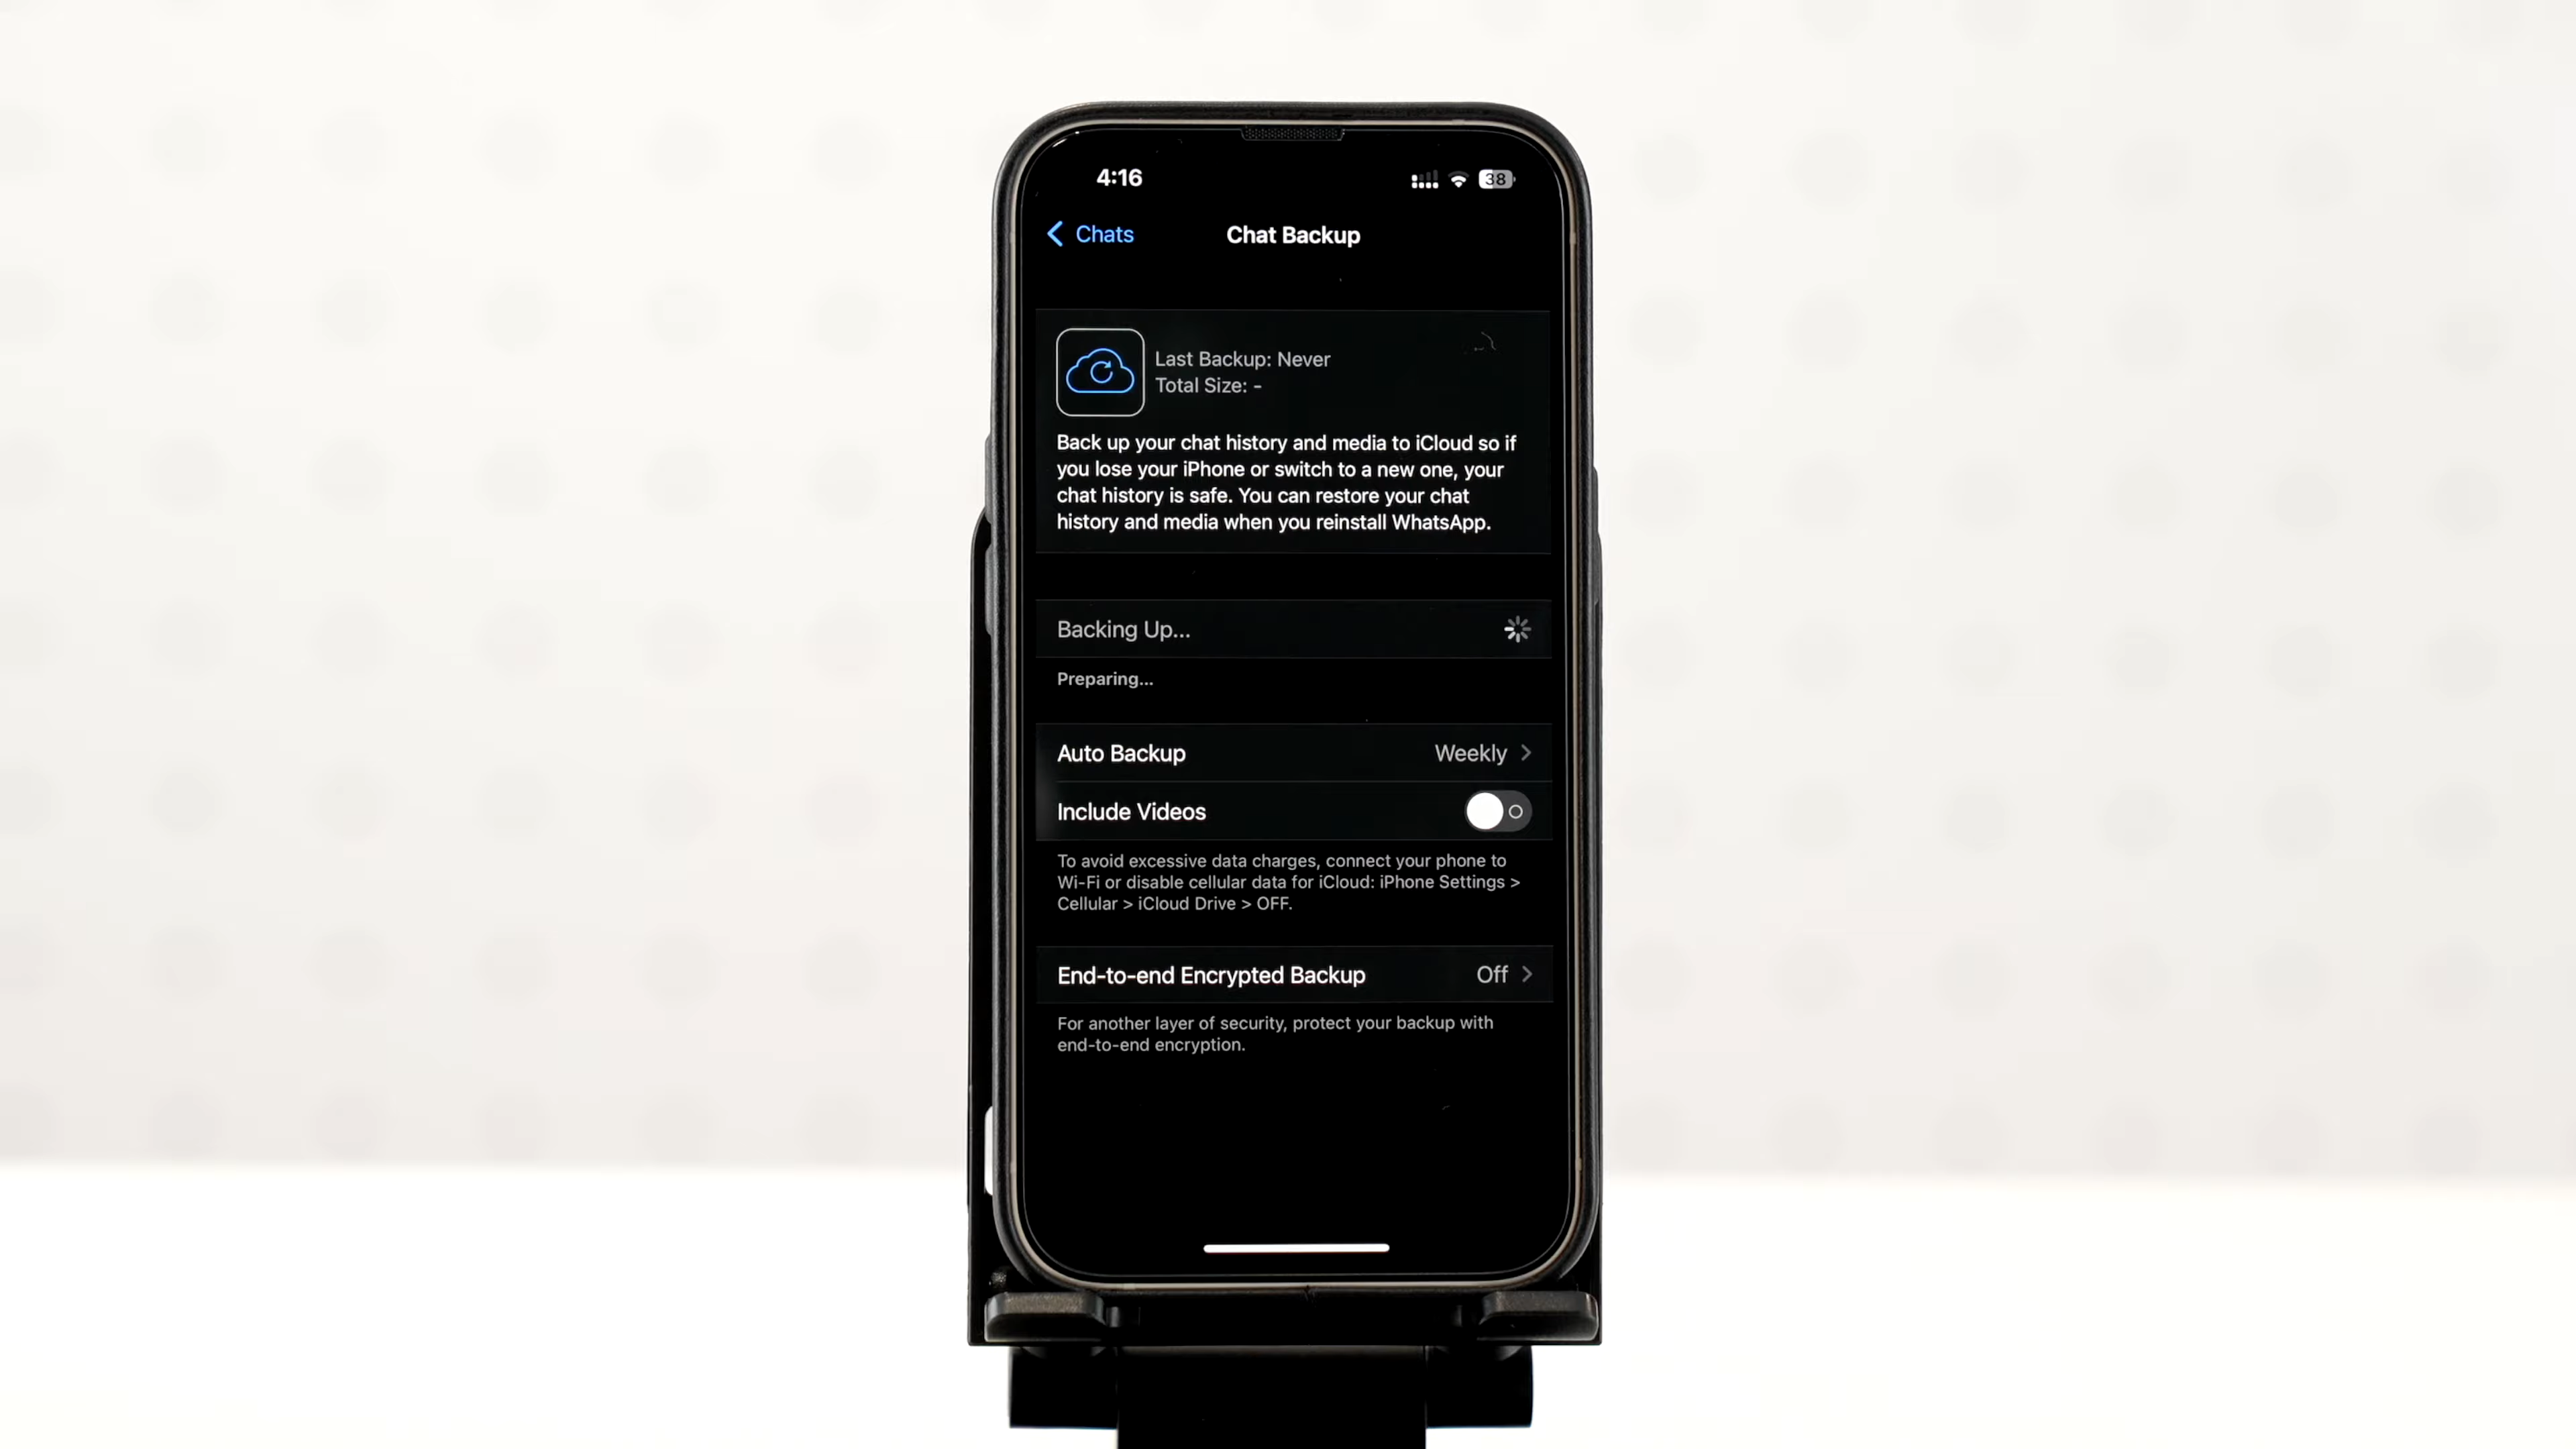 4:16
38
Chats
Chat Backup
Last Backup: Never
Total Size: -
Back up your chat history and media to iCloud so if
you lose your iPhone or switch to a new one, your
chat history is safe. You can restore your chat
history and media when you reinstall WhatsApp.
Backing Up...
Preparing...
Auto Backup Weekly
Include Videos
To avoid excessive data charges, connect your phone to
Wi-Fi or disable cellular data for iCloud: iPhone Settings >
Cellular > iCloud Drive > OFF.
End-to-end Encrypted Backup Off
For another layer of security, protect your backup with
end-to-end encryption.